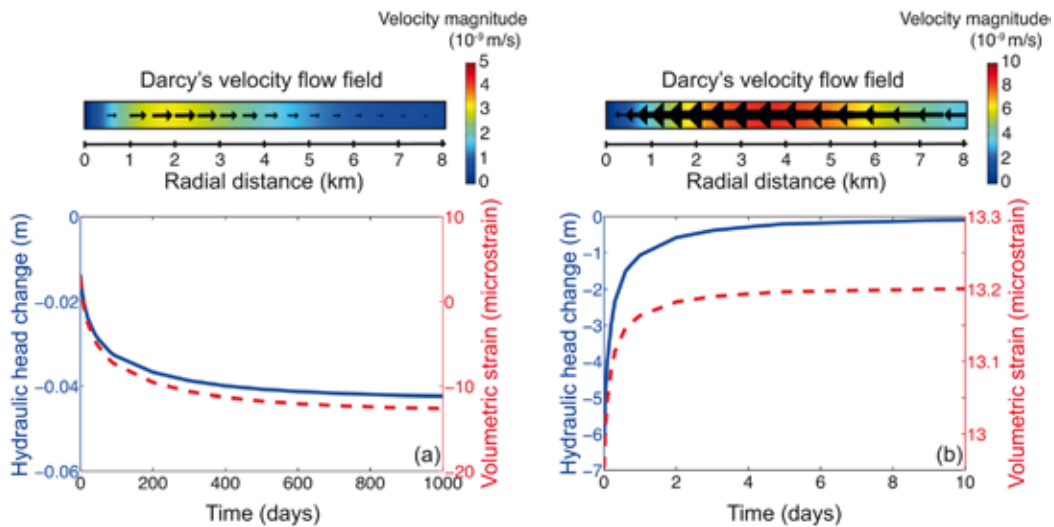 Velocity magnitude
(10⁻⁹ m/s)
Darcy's velocity flow field
5
4
3
2
1
0
0 1 2 3 4 5 6 7 8
Radial distance (km)
Hydraulic head change (m)
0
−0.02
−0.04
−0.06
10
0
−10
−20
Volumetric strain (microstrain)
(a)
0 200 400 600 800 1000
Time (days)
Velocity magnitude
(10⁻⁹ m/s)
Darcy's velocity flow field
10
8
6
4
2
0
0 1 2 3 4 5 6 7 8
Radial distance (km)
Hydraulic head change (m)
0
−1
−2
−3
−4
−5
−6
−7
13.3
13.2
13.1
13
Volumetric strain (microstrain)
(b)
0 2 4 6 8 10
Time (days)